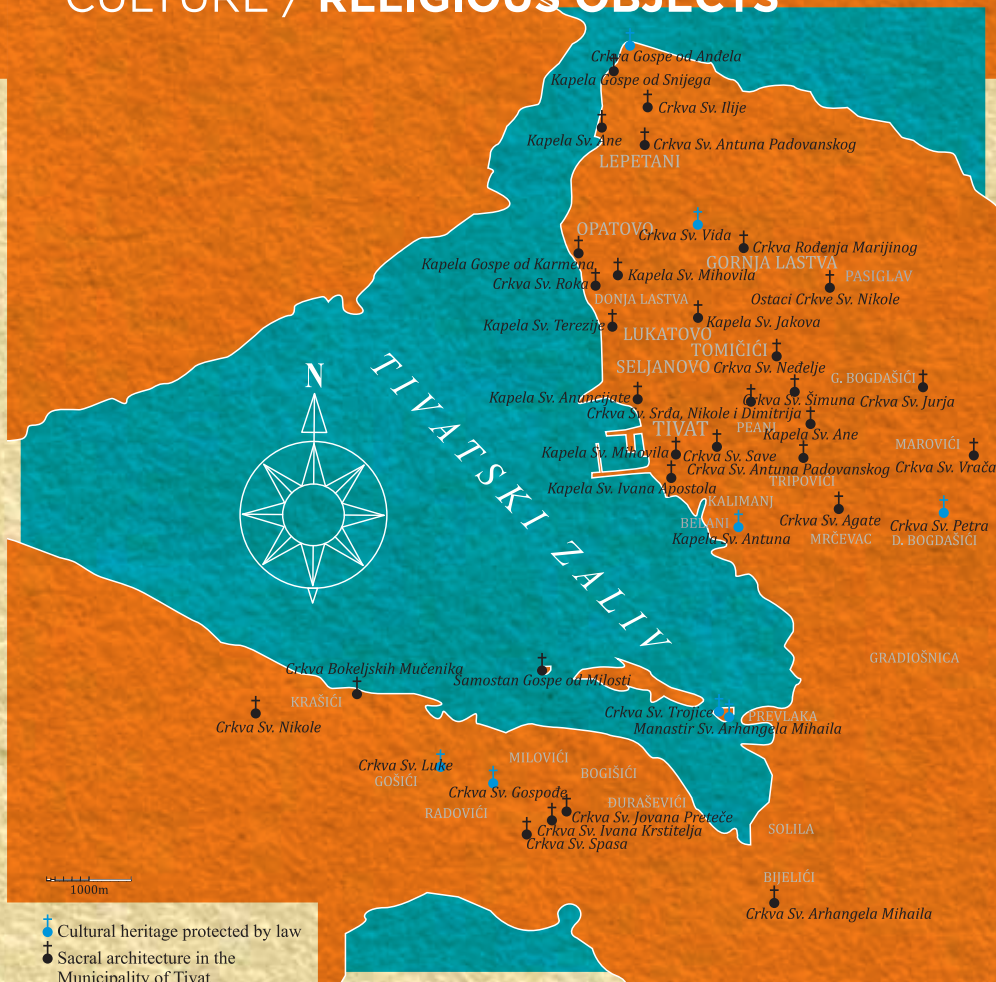 CULTURE / RELIGIOUS OBJECTS
Crkva Gospe od Anđela
Kapela Gospe od Snijega
Crkva Sv. Ilije
Kapela Sv. Ane
Crkva Sv. Antuna Padovanskog
LEPETANI
OPATOVO
Crkva Sv. Vida
Crkva Rođenja Marijinog
GORNJA LASTVA
Kapela Gospe od Karmena
Kapela Sv. Mihovila
PASIGLAV
Crkva Sv. Roka
DONJA LASTVA
Ostaci Crkve Sv. Nikole
Kapela Sv. Terezije
LUKATOVO
Kapela Sv. Jakova
TOMIČIĆI
SELJANOVO
Crkva Sv. Neđelje
G. BOGDAŠIĆI
Kapela Sv. Anuncijate
Crkva Sv. Šimuna
Crkva Sv. Jurja
Crkva Sv. Srđa, Nikole i Dimitrija
TIVAT
PEANI
Kapela Sv. Ane
MAROVIĆI
Kapela Sv. Mihovila
Crkva Sv. Save
Crkva Sv. Antuna Padovanskog
Crkva Sv. Vrača
TRIPOVIĆI
Kapela Sv. Ivana Apostola
KALIMANJ
BELANI
Crkva Sv. Agate
Crkva Sv. Petra
Kapela Sv. Antuna
MRČEVAC
D. BOGDAŠIĆI
N
TIVATSKI ZALIV
GRADIOŠNICA
Crkva Bokeljskih Mučenika
Samostan Gospe od Milosti
KRAŠIĆI
Crkva Sv. Nikole
Crkva Sv. Trojice
PREVLAKA
Manastir Sv. Arhangela Mihaila
Crkva Sv. Luke
MILOVIĆI
GOŠIĆI
BOGIŠIĆI
Crkva Sv. Gospođe
ĐURAŠEVIĆI
RADOVIĆI
Crkva Sv. Jovana Preteče
Crkva Sv. Ivana Krstitelja
Crkva Sv. Spasa
SOLILA
BIJELIĆI
Crkva Sv. Arhangela Mihaila
1000m
Cultural heritage protected by law
Sacral architecture in the
Municipality of Tivat